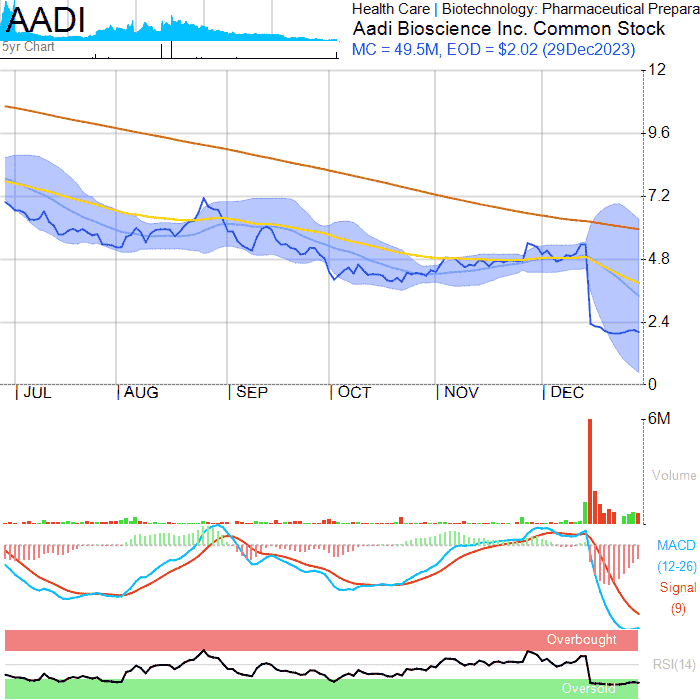 AADI
5yr Chart
Health Care | Biotechnology: Pharmaceutical Prepara
Aadi Bioscience Inc. Common Stock
MC = 49.5M, EOD = $2.02 (29Dec2023)
12
9.6
7.2
4.8
2.4
0
| JUL | AUG | SEP | OCT | NOV | DEC
6M
Volume
MACD
(12-26)
Signal
(9)
Overbought
RSI(14)
Oversold